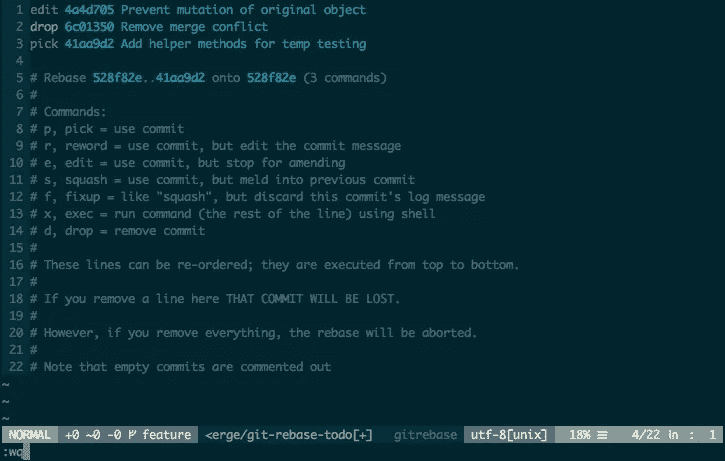 1 edit 4a4d705 Prevent mutation of original object
2 drop 6c01350 Remove merge conflict
3 pick 41aa9d2 Add helper methods for temp testing
4
5 # Rebase 528f82e..41aa9d2 onto 528f82e (3 commands)
6 #
7 # Commands:
8 # p, pick = use commit
9 # r, reword = use commit, but edit the commit message
10 # e, edit = use commit, but stop for amending
11 # s, squash = use commit, but meld into previous commit
12 # f, fixup = like "squash", but discard this commit's log message
13 # x, exec = run command (the rest of the line) using shell
14 # d, drop = remove commit
15 #
16 # These lines can be re-ordered; they are executed from top to bottom.
17 #
18 # If you remove a line here THAT COMMIT WILL BE LOST.
19 #
20 # However, if you remove everything, the rebase will be aborted.
21 #
22 # Note that empty commits are commented out
~
~
~
NORMAL +0 ~0 -0 ᚠ feature <erge/git-rebase-todo[+] gitrebase utf-8[unix] 18% ☰ 4/22 ln : 1
:wq